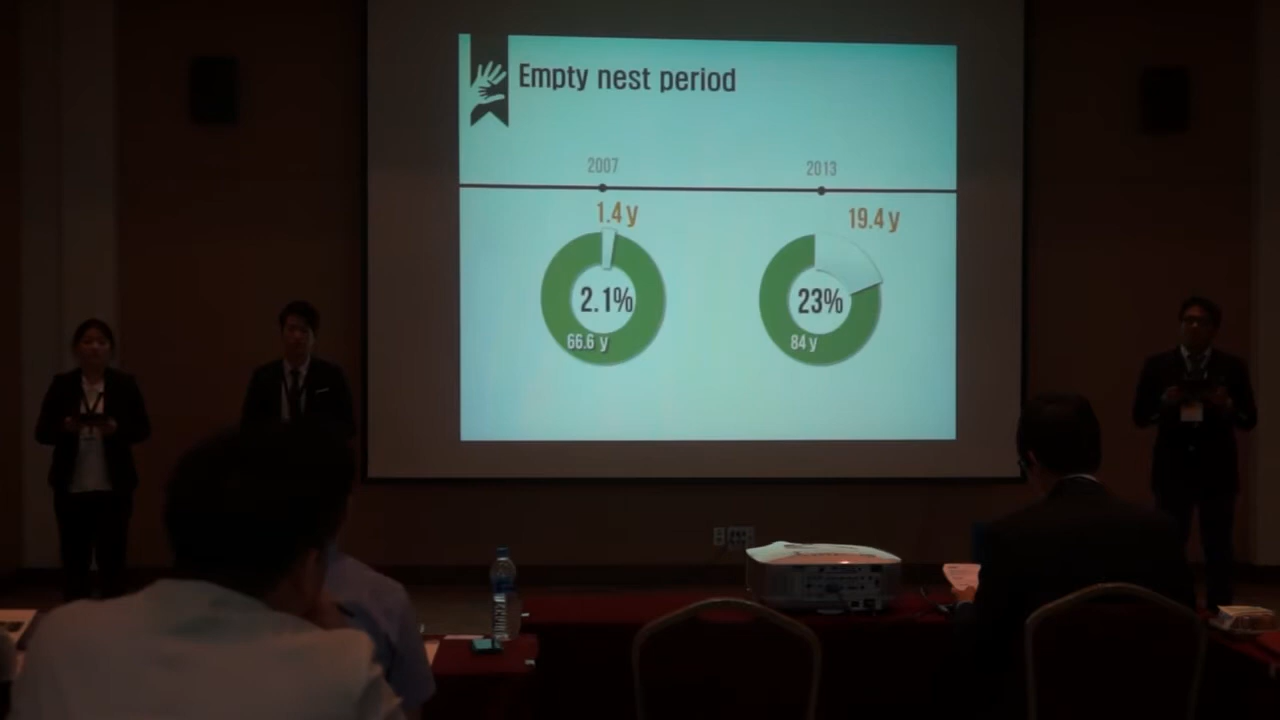 Empty nest period
2007
2013
1.4 y
19.4 y
2.1%
23%
66.6 y
84 y